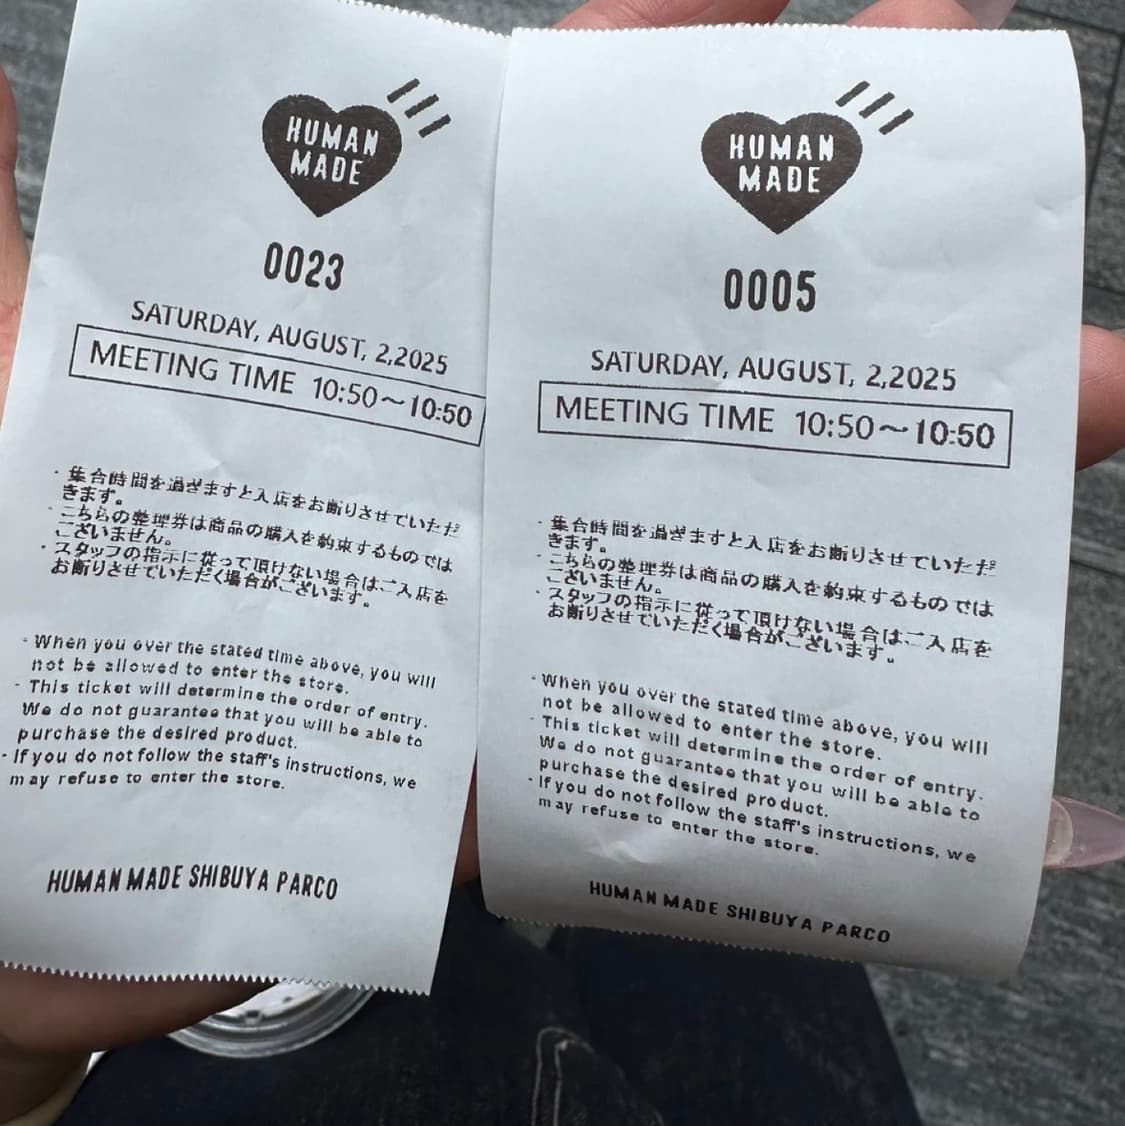 HUMAN
MADE
0023
SATURDAY, AUGUST, 2,2025
MEETING TIME 10:50〜10:50
・集合時間を過ぎますと入店をお断りさせていただ
きます。
・こちらの整理券は商品の購入を約束するものでは
ございません。
・スタッフの指示に従って頂けない場合はご入店を
お断りさせていただく場合がございます。
・When you over the stated time above, you will
not be allowed to enter the store.
- This ticket will determine the order of entry.
We do not guarantee that you will be able to
purchase the desired product.
- If you do not follow the staff's instructions, we
may refuse to enter the store.
HUMAN MADE SHIBUYA PARCO
HUMAN
MADE
0005
SATURDAY, AUGUST, 2,2025
MEETING TIME 10:50〜10:50
・集合時間を過ぎますと入店をお断りさせていただ
きます。
・こちらの整理券は商品の購入を約束するものでは
ございません。
・スタッフの指示に従って頂けない場合はご入店を
お断りさせていただく場合がございます。
・When you over the stated time above, you will
not be allowed to enter the store.
- This ticket will determine the order of entry.
We do not guarantee that you will be able to
purchase the desired product.
- If you do not follow the staff's instructions, we
may refuse to enter the store.
HUMAN MADE SHIBUYA PARCO